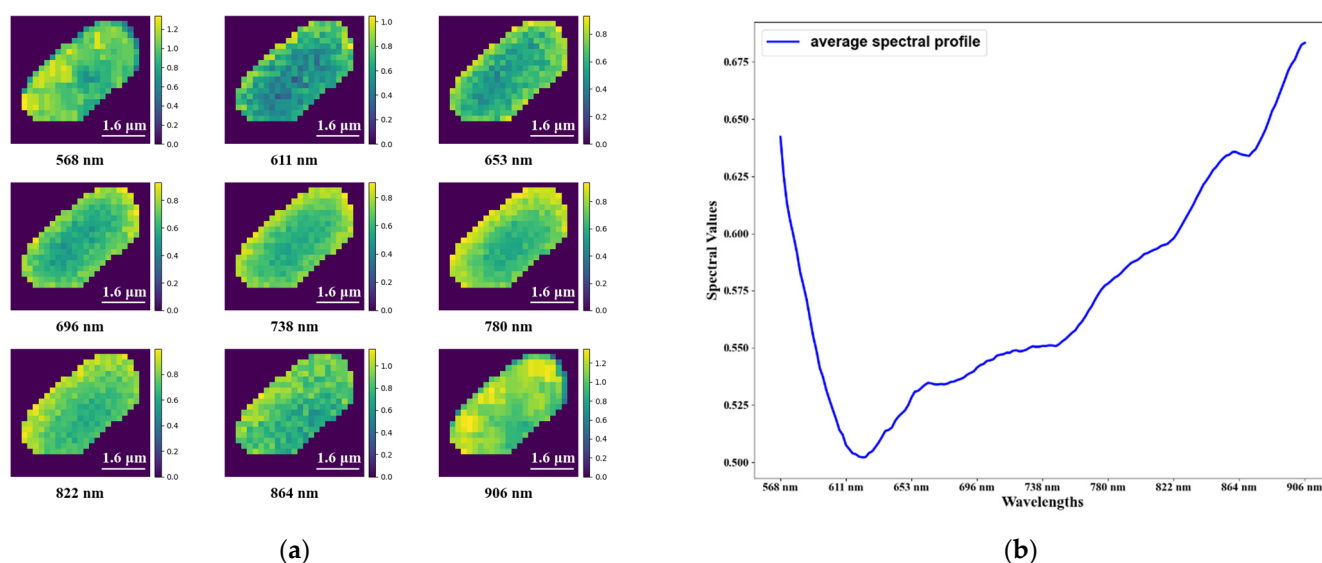 1.2
1.0
0.8
0.6
0.4
0.2
0.0
1.6 μm
568 nm
1.0
0.8
0.6
0.4
0.2
0.0
1.6 μm
611 nm
0.8
0.6
0.4
0.2
0.0
1.6 μm
653 nm
0.8
0.6
0.4
0.2
0.0
1.6 μm
696 nm
0.8
0.6
0.4
0.2
0.0
1.6 μm
738 nm
0.8
0.6
0.4
0.2
0.0
1.6 μm
780 nm
0.8
0.6
0.4
0.2
0.0
1.6 μm
822 nm
1.0
0.8
0.6
0.4
0.2
0.0
1.6 μm
864 nm
1.2
1.0
0.8
0.6
0.4
0.2
0.0
1.6 μm
906 nm
(a)
average spectral profile
Spectral Values
0.675
0.650
0.625
0.600
0.575
0.550
0.525
0.500
568 nm 611 nm 653 nm 696 nm 738 nm 780 nm 822 nm 864 nm 906 nm
Wavelengths
(b)